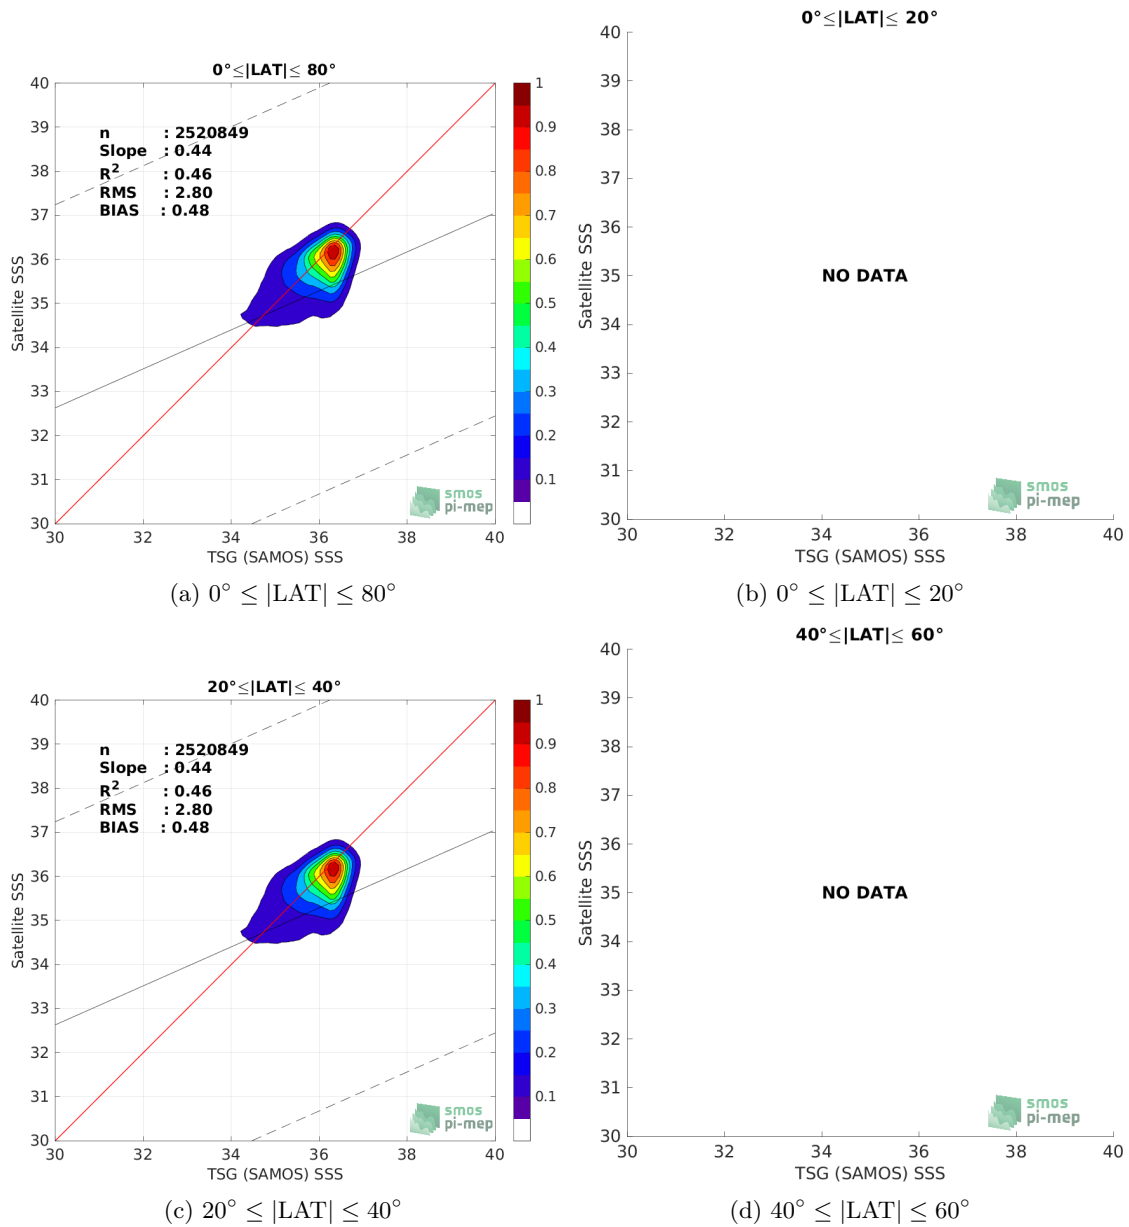 0°≤|LAT|≤ 80°
40
39
38
37
36
35
34
33
32
31
30
n : 2520849
Slope : 0.44
R² : 0.46
RMS : 2.80
BIAS : 0.48
Satellite SSS
30 32 34 36 38 40
TSG (SAMOS) SSS
smos
pi-mep
1
0.9
0.8
0.7
0.6
0.5
0.4
0.3
0.2
0.1
(a) 0° ≤ |LAT| ≤ 80°
0°≤|LAT|≤ 20°
40
39
38
37
36
35
34
33
32
31
30
Satellite SSS
NO DATA
smos
pi-mep
30 32 34 36 38 40
TSG (SAMOS) SSS
(b) 0° ≤ |LAT| ≤ 20°
20°≤|LAT|≤ 40°
40
39
38
37
36
35
34
33
32
31
30
n : 2520849
Slope : 0.44
R² : 0.46
RMS : 2.80
BIAS : 0.48
Satellite SSS
30 32 34 36 38 40
TSG (SAMOS) SSS
smos
pi-mep
1
0.9
0.8
0.7
0.6
0.5
0.4
0.3
0.2
0.1
(c) 20° ≤ |LAT| ≤ 40°
40°≤|LAT|≤ 60°
40
39
38
37
36
35
34
33
32
31
30
Satellite SSS
NO DATA
smos
pi-mep
30 32 34 36 38 40
TSG (SAMOS) SSS
(d) 40° ≤ |LAT| ≤ 60°